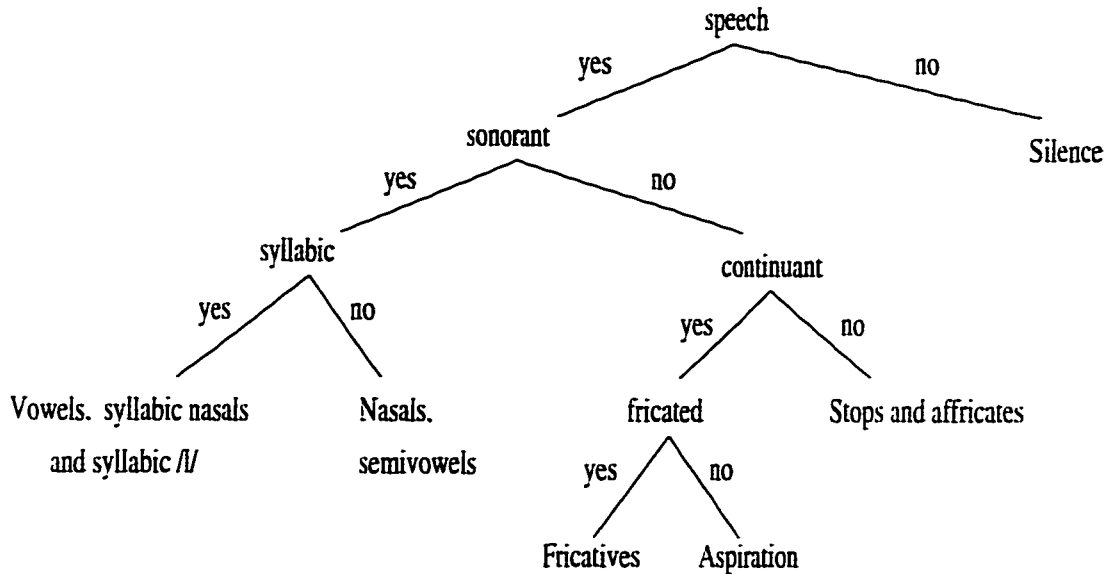 speech
yes
no
sonorant
Silence
yes
no
syllabic
continuant
yes
no
yes
no
Vowels. syllabic nasals
and syllabic /l/
Nasals.
semivowels
fricated
Stops and affricates
yes
no
Fricatives
Aspiration